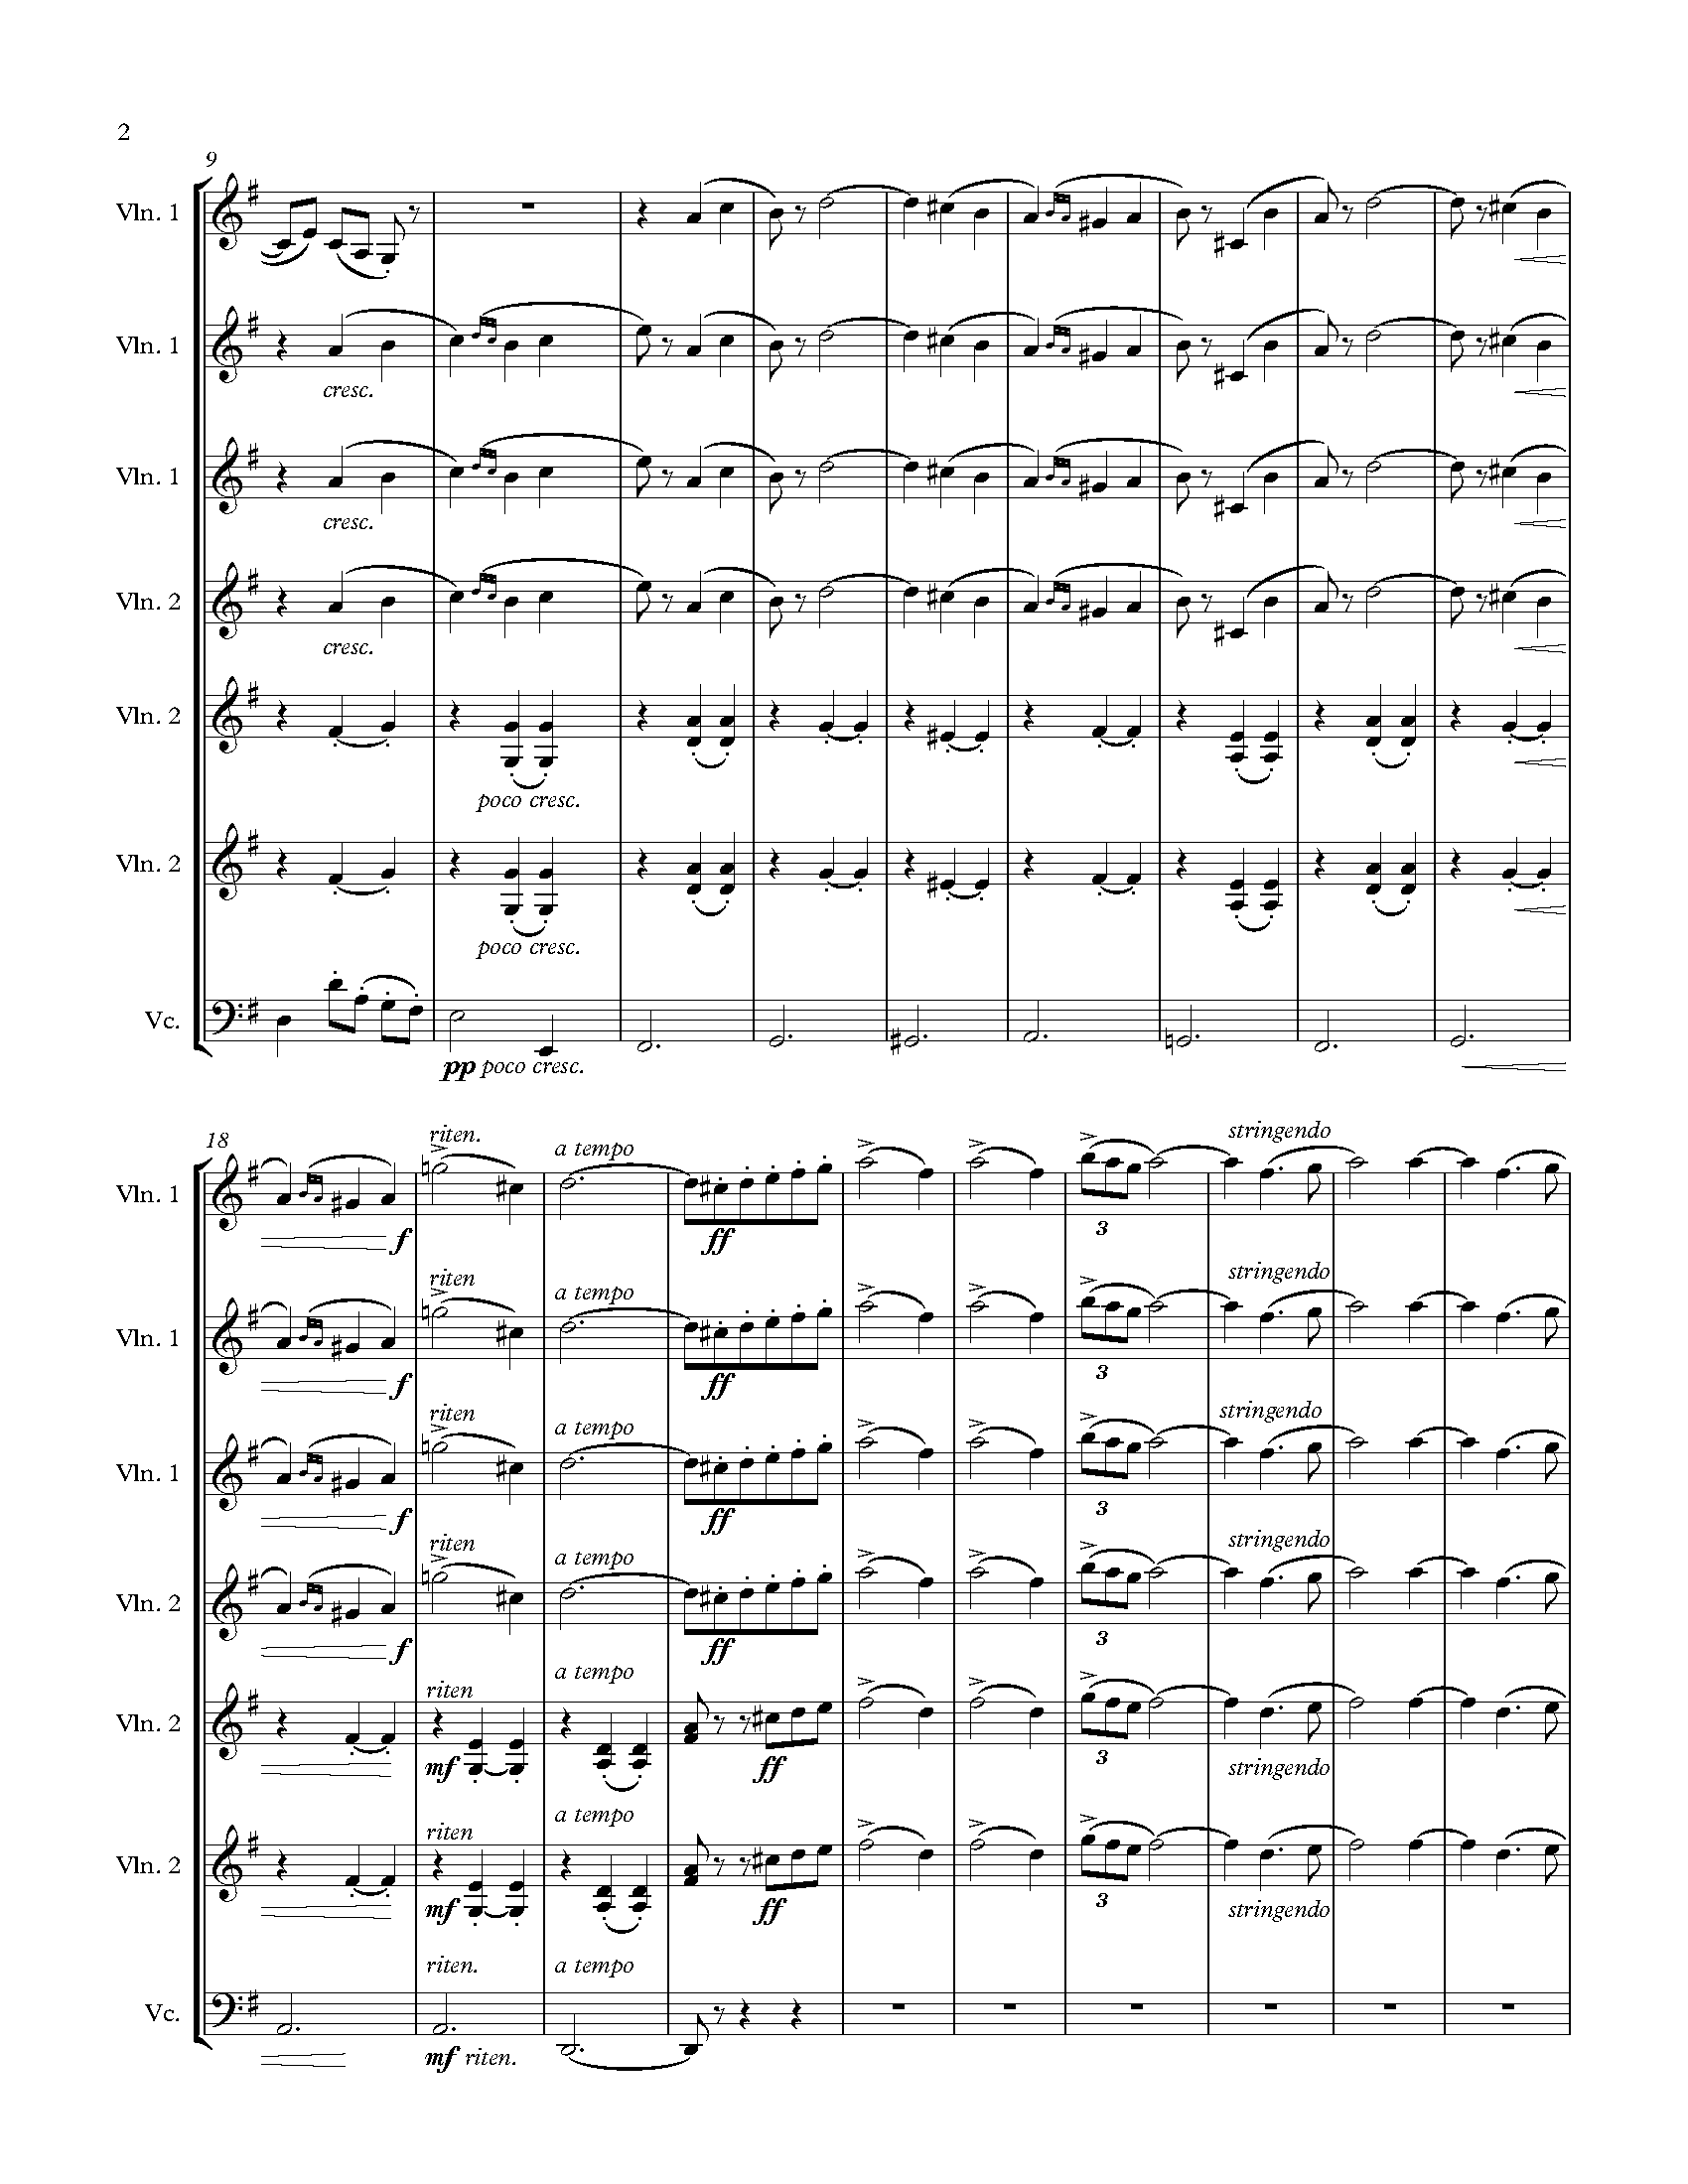 2
9
Vln. 1
Vln. 1
cresc.
Vln. 1
cresc.
Vln. 2
cresc.
Vln. 2
poco cresc.
Vln. 2
poco cresc.
Vc.
pp poco cresc.
18 riten. a tempo stringendo
Vln. 1
f ff 3
riten a tempo stringendo
Vln. 1
f ff 3
riten a tempo stringendo
Vln. 1
f ff 3
riten a tempo stringendo
Vln. 2
f ff 3
riten a tempo
Vln. 2
mf ff 3 stringendo
riten a tempo
Vln. 2
mf ff 3 stringendo
riten. a tempo
Vc.
mf riten.